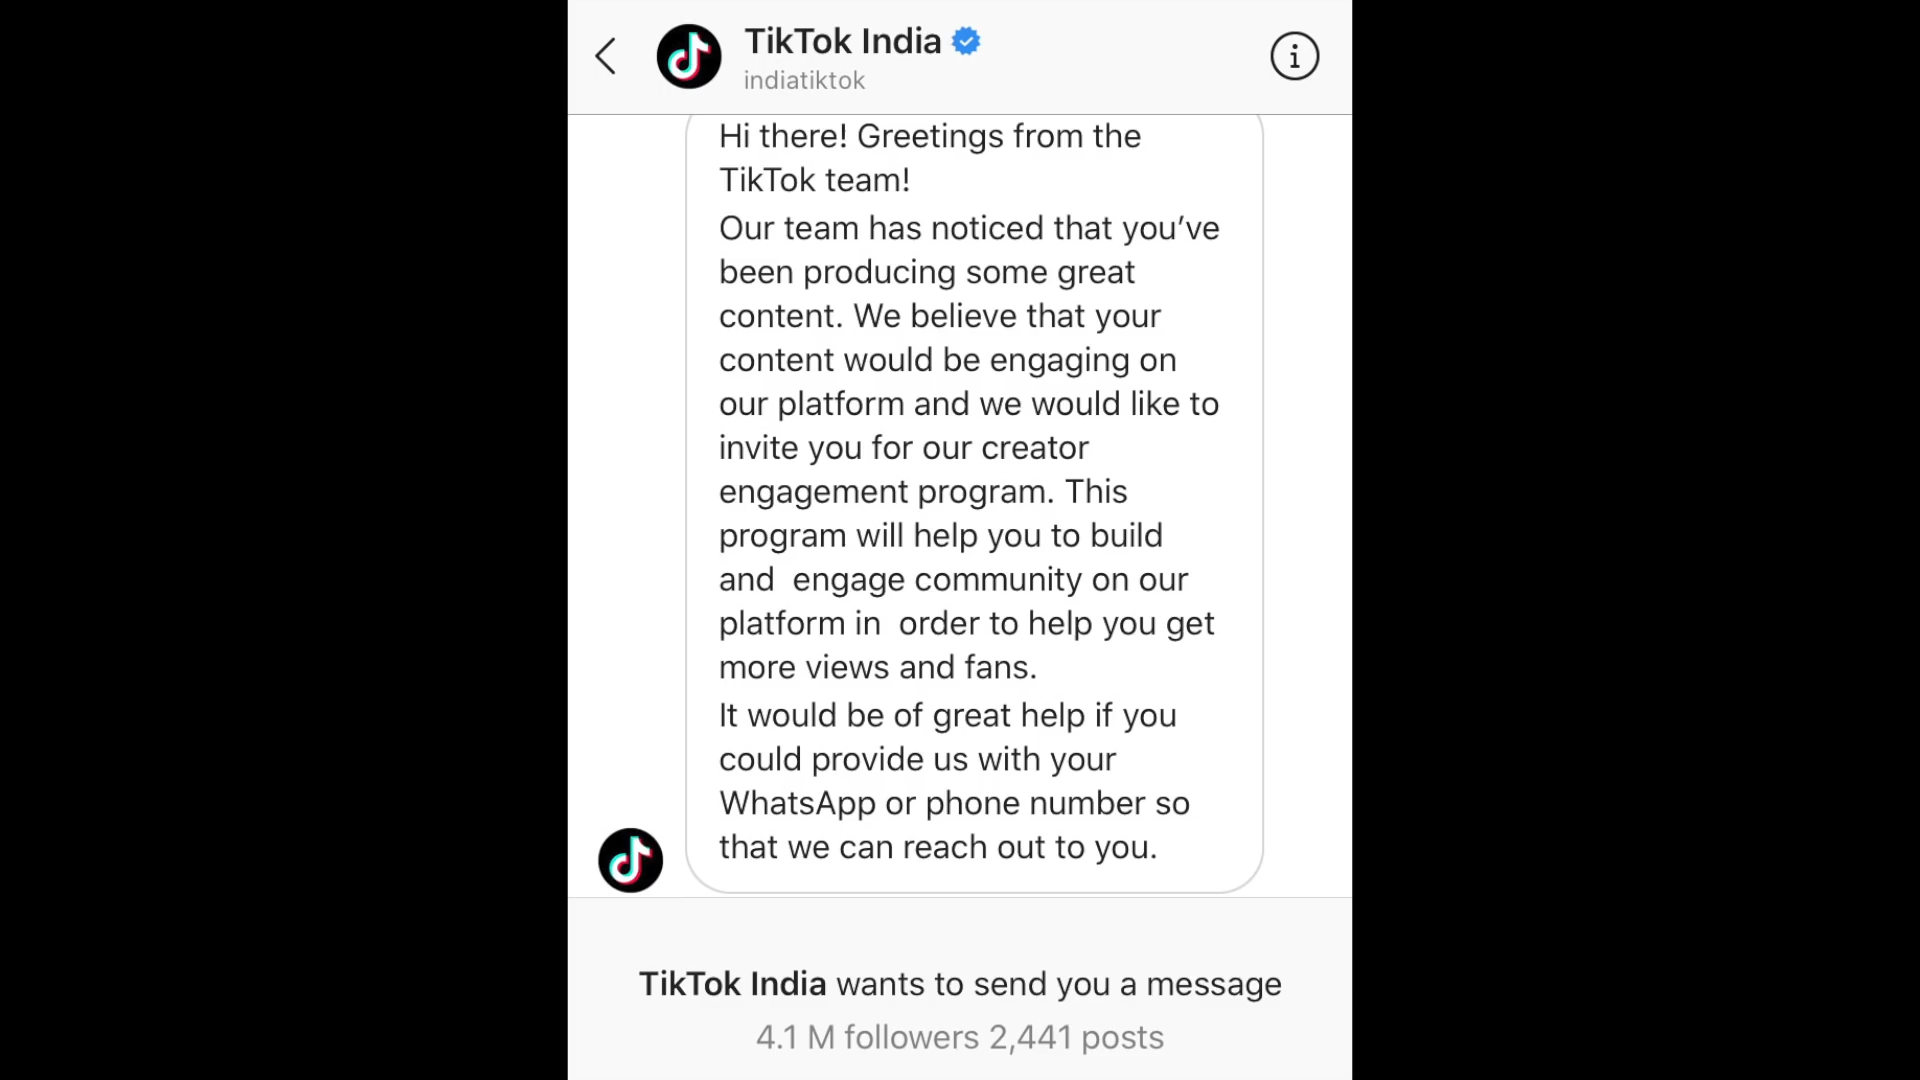 TikTok India
indiatiktok
Hi there! Greetings from the
TikTok team!
Our team has noticed that you’ve
been producing some great
content. We believe that your
content would be engaging on
our platform and we would like to
invite you for our creator
engagement program. This
program will help you to build
and  engage community on our
platform in  order to help you get
more views and fans.
It would be of great help if you
could provide us with your
WhatsApp or phone number so
that we can reach out to you.
TikTok India wants to send you a message
4.1 M followers 2,441 posts